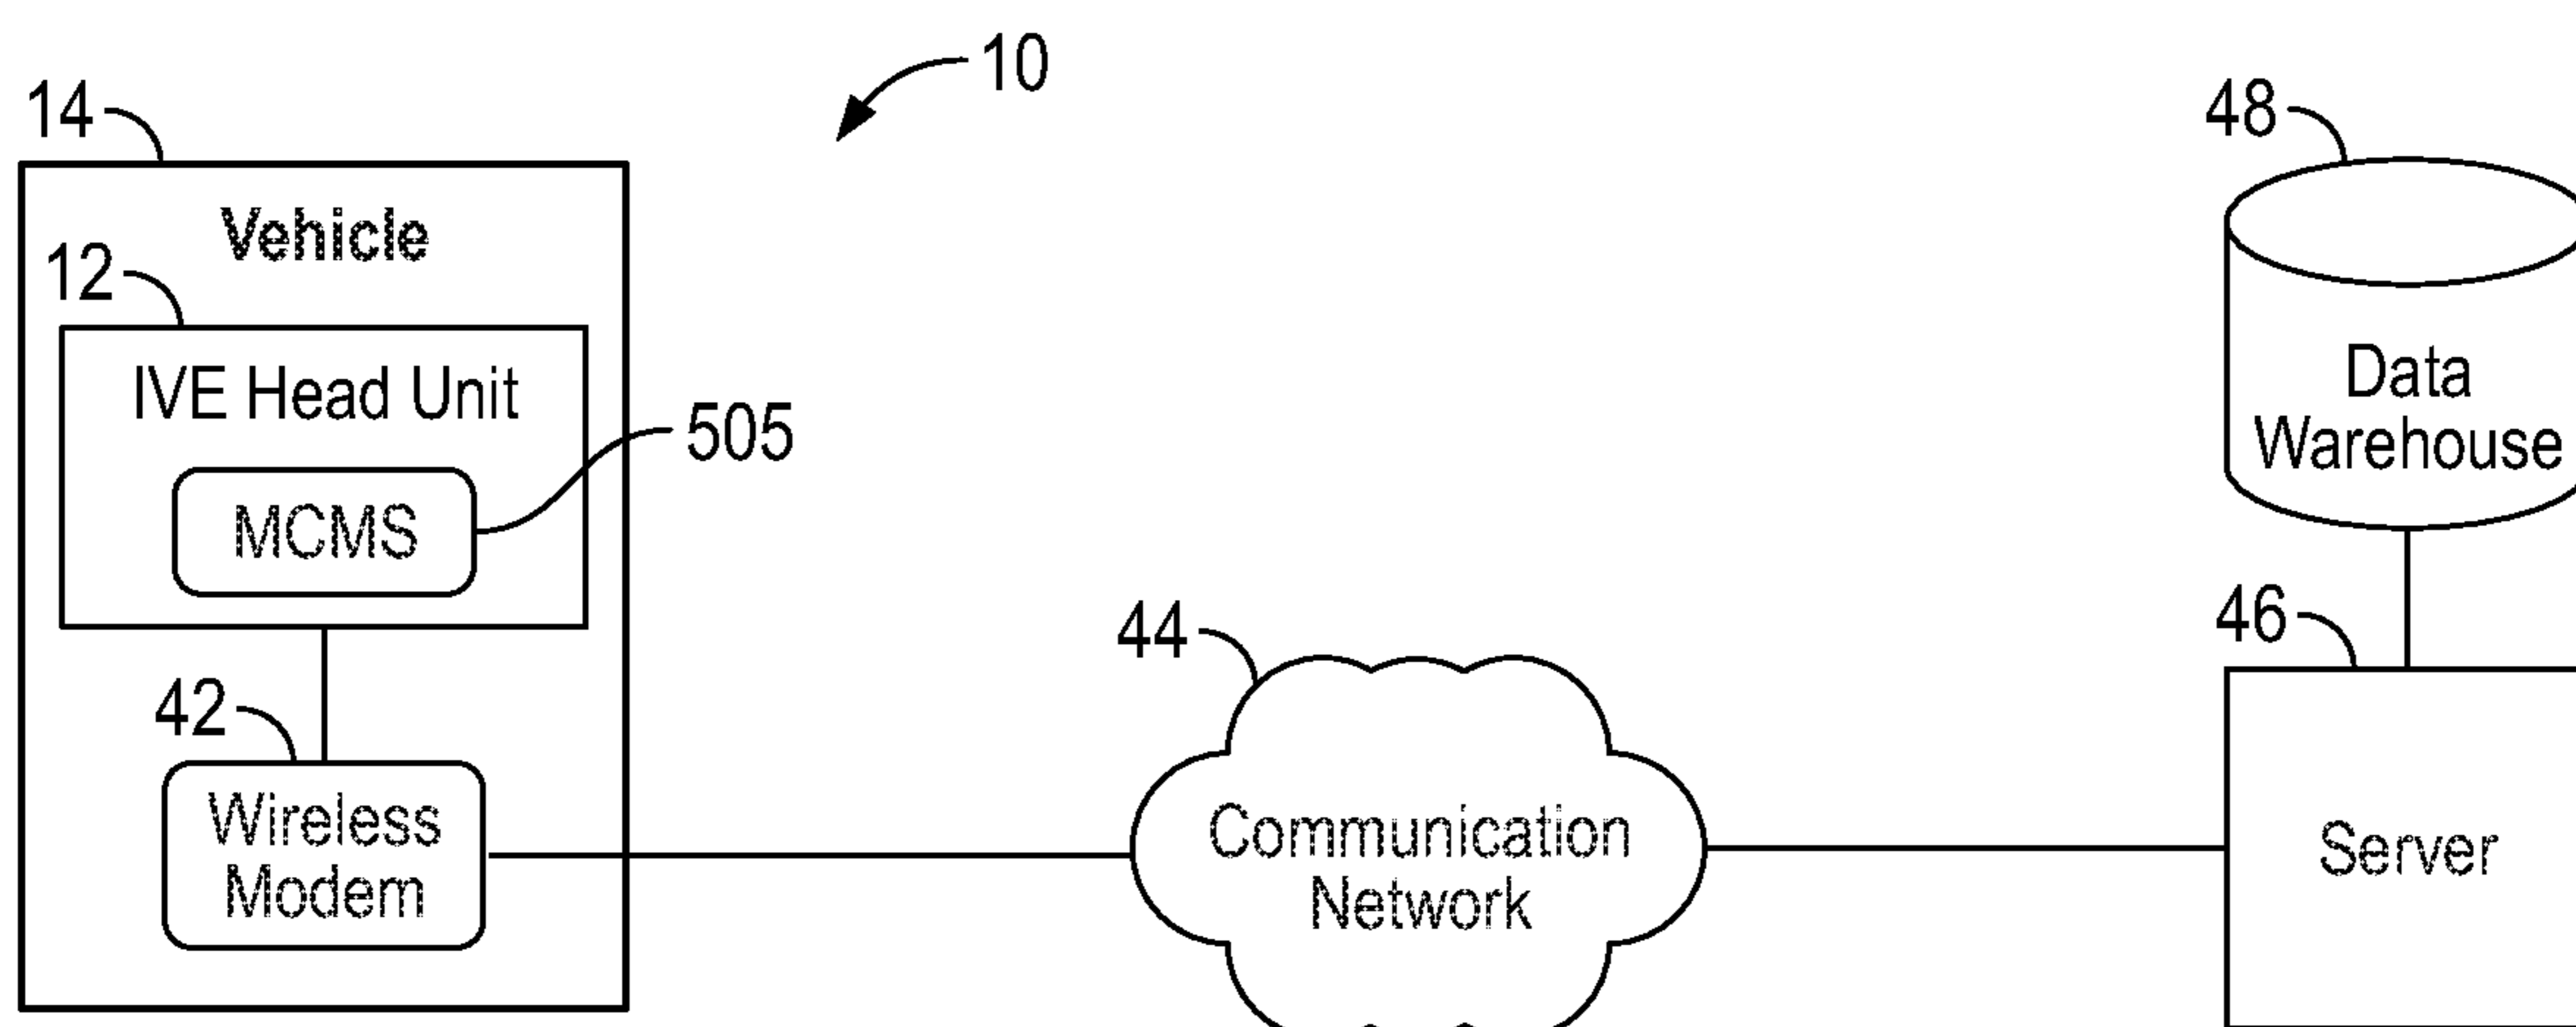 10
14
Vehicle
12
IVE Head Unit
505
MCMS
42
Wireless
Modem
44
Communication
Network
48
Data
Warehouse
46
Server